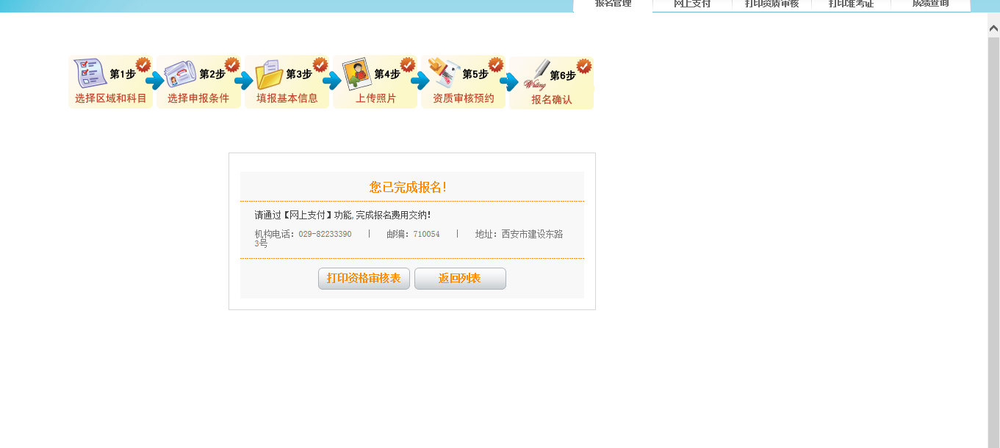 报名管理 网上支付 打印资质审核 打印准考证 成绩查询
第1步 第2步 第3步 第4步 第5步 第6步
Writing
选择区域和科目 选择申报条件 填报基本信息 上传照片 资质审核预约 报名确认
您已完成报名!
请通过【网上支付】功能,完成报名费用交纳!
机构电话：029-82233390 | 邮编：710054 | 地址：西安市建设东路
3号
打印资格审核表 返回列表